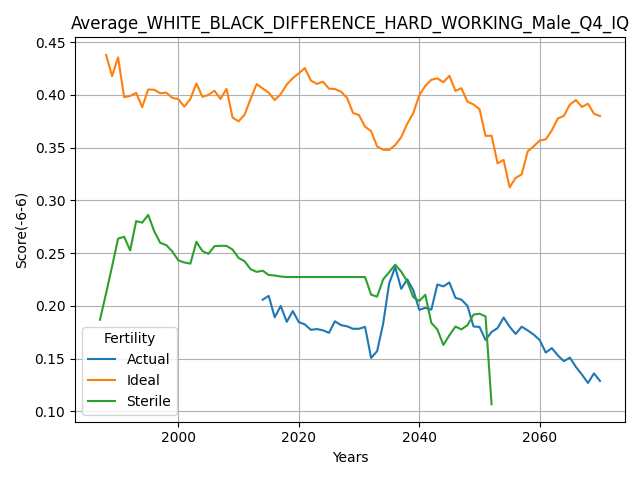 Average_WHITE_BLACK_DIFFERENCE_HARD_WORKING_Male_Q4_IQ
0.45
0.40
0.35
0.30
0.25
0.20
0.15
0.10
Score(-6-6)
Fertility
Actual
Ideal
Sterile
2000
2020
2040
2060
Years